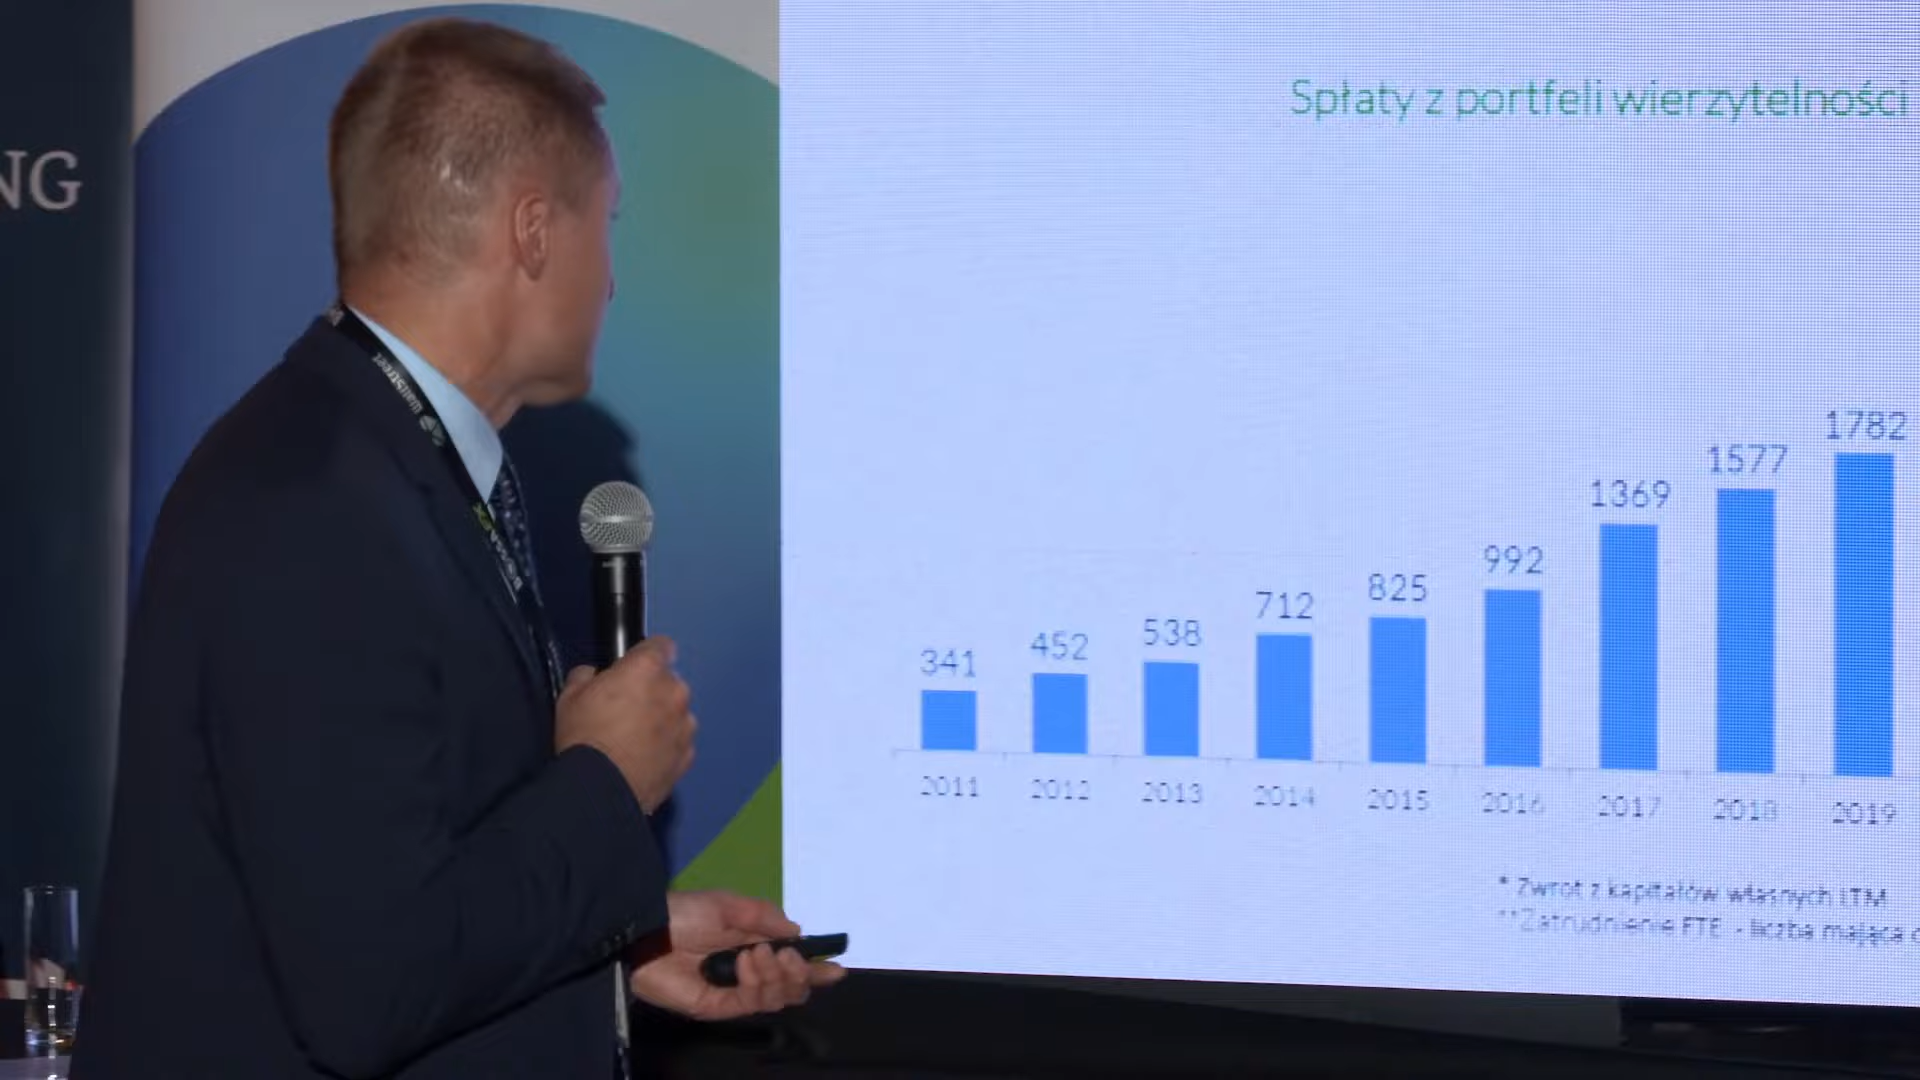 NG
WallStreet
Spłaty z portfeli wierzytelności
341 452 538 712 825 992 1369 1577 1782
2011 2012 2013 2014 2015 2016 2017 2018 2019
* Zwrot z kapitałów własnych LTM
**Zatrudnienie FTE - liczba mająca